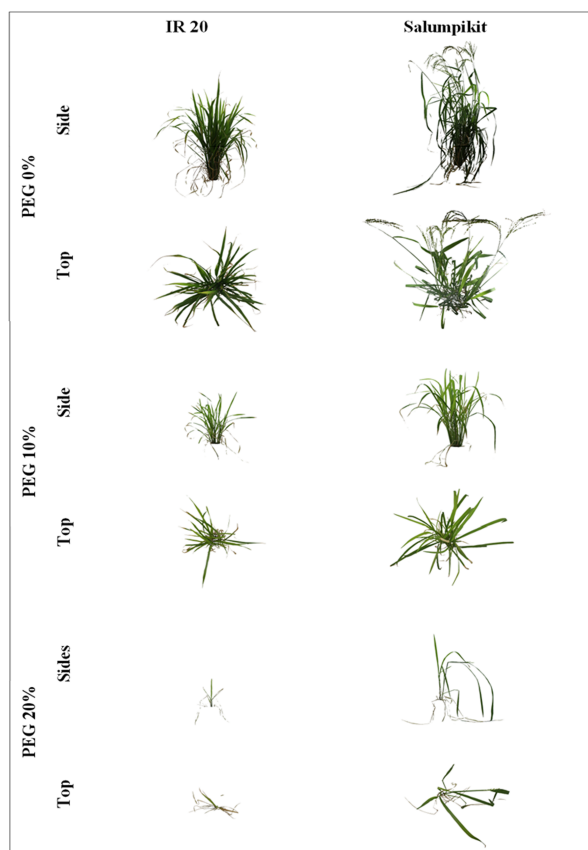 IR 20 Salumpikit
PEG 0%
Side
Top
PEG 10%
Side
Top
PEG 20%
Sides
Top